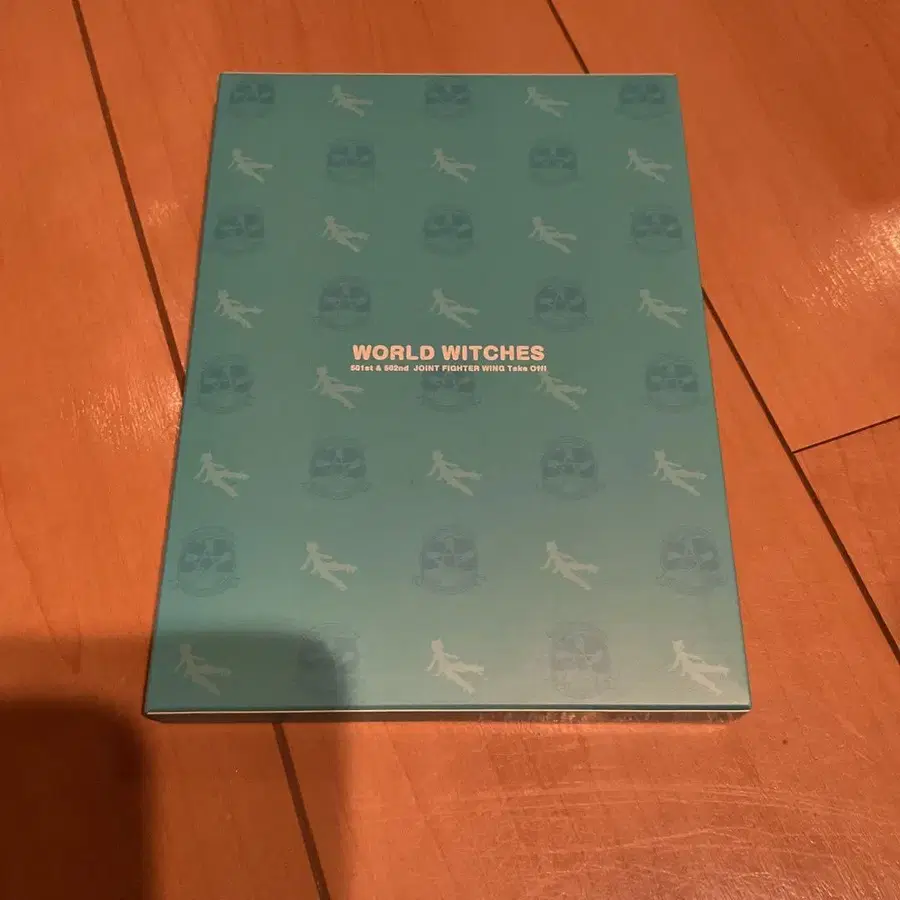 WORLD WITCHES
501st & 502nd JOINT FIGHTER WING Take Off!